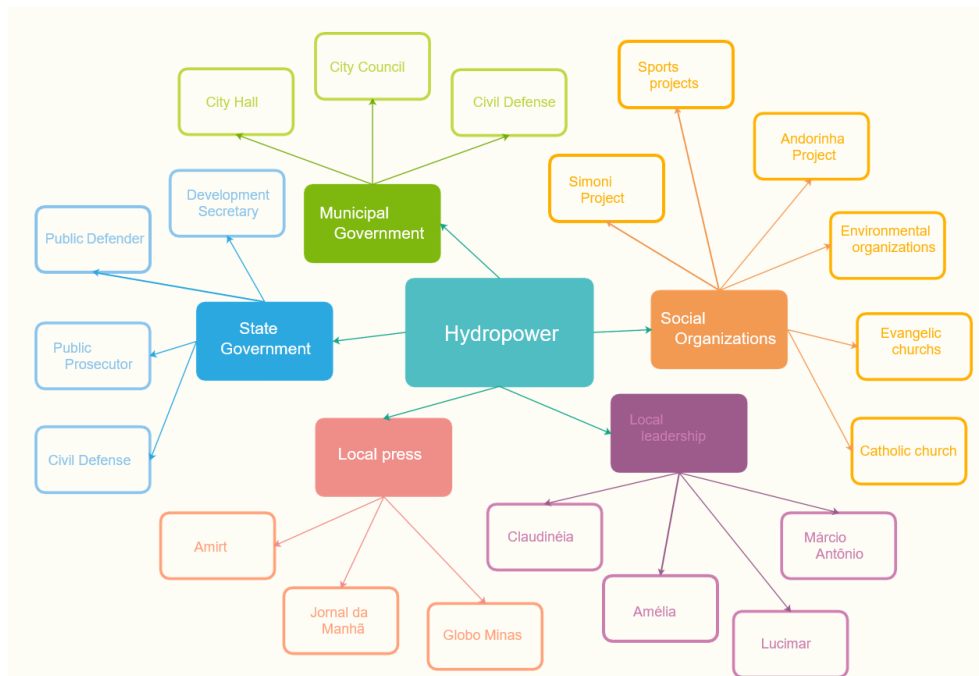 City Council
City Hall
Civil Defense
Sports
projects
Andorinha
Project
Simoni
Project
Development
Secretary
Municipal
Government
Public Defender
Environmental
organizations
State
Government
Hydropower
Social
Organizations
Public
Prosecutor
Evangelic
churchs
Civil Defense
Local press
Local
leadership
Catholic church
Amirt
Jornal da
Manhã
Globo Minas
Claudinéia
Márcio
Antônio
Amélia
Lucimar